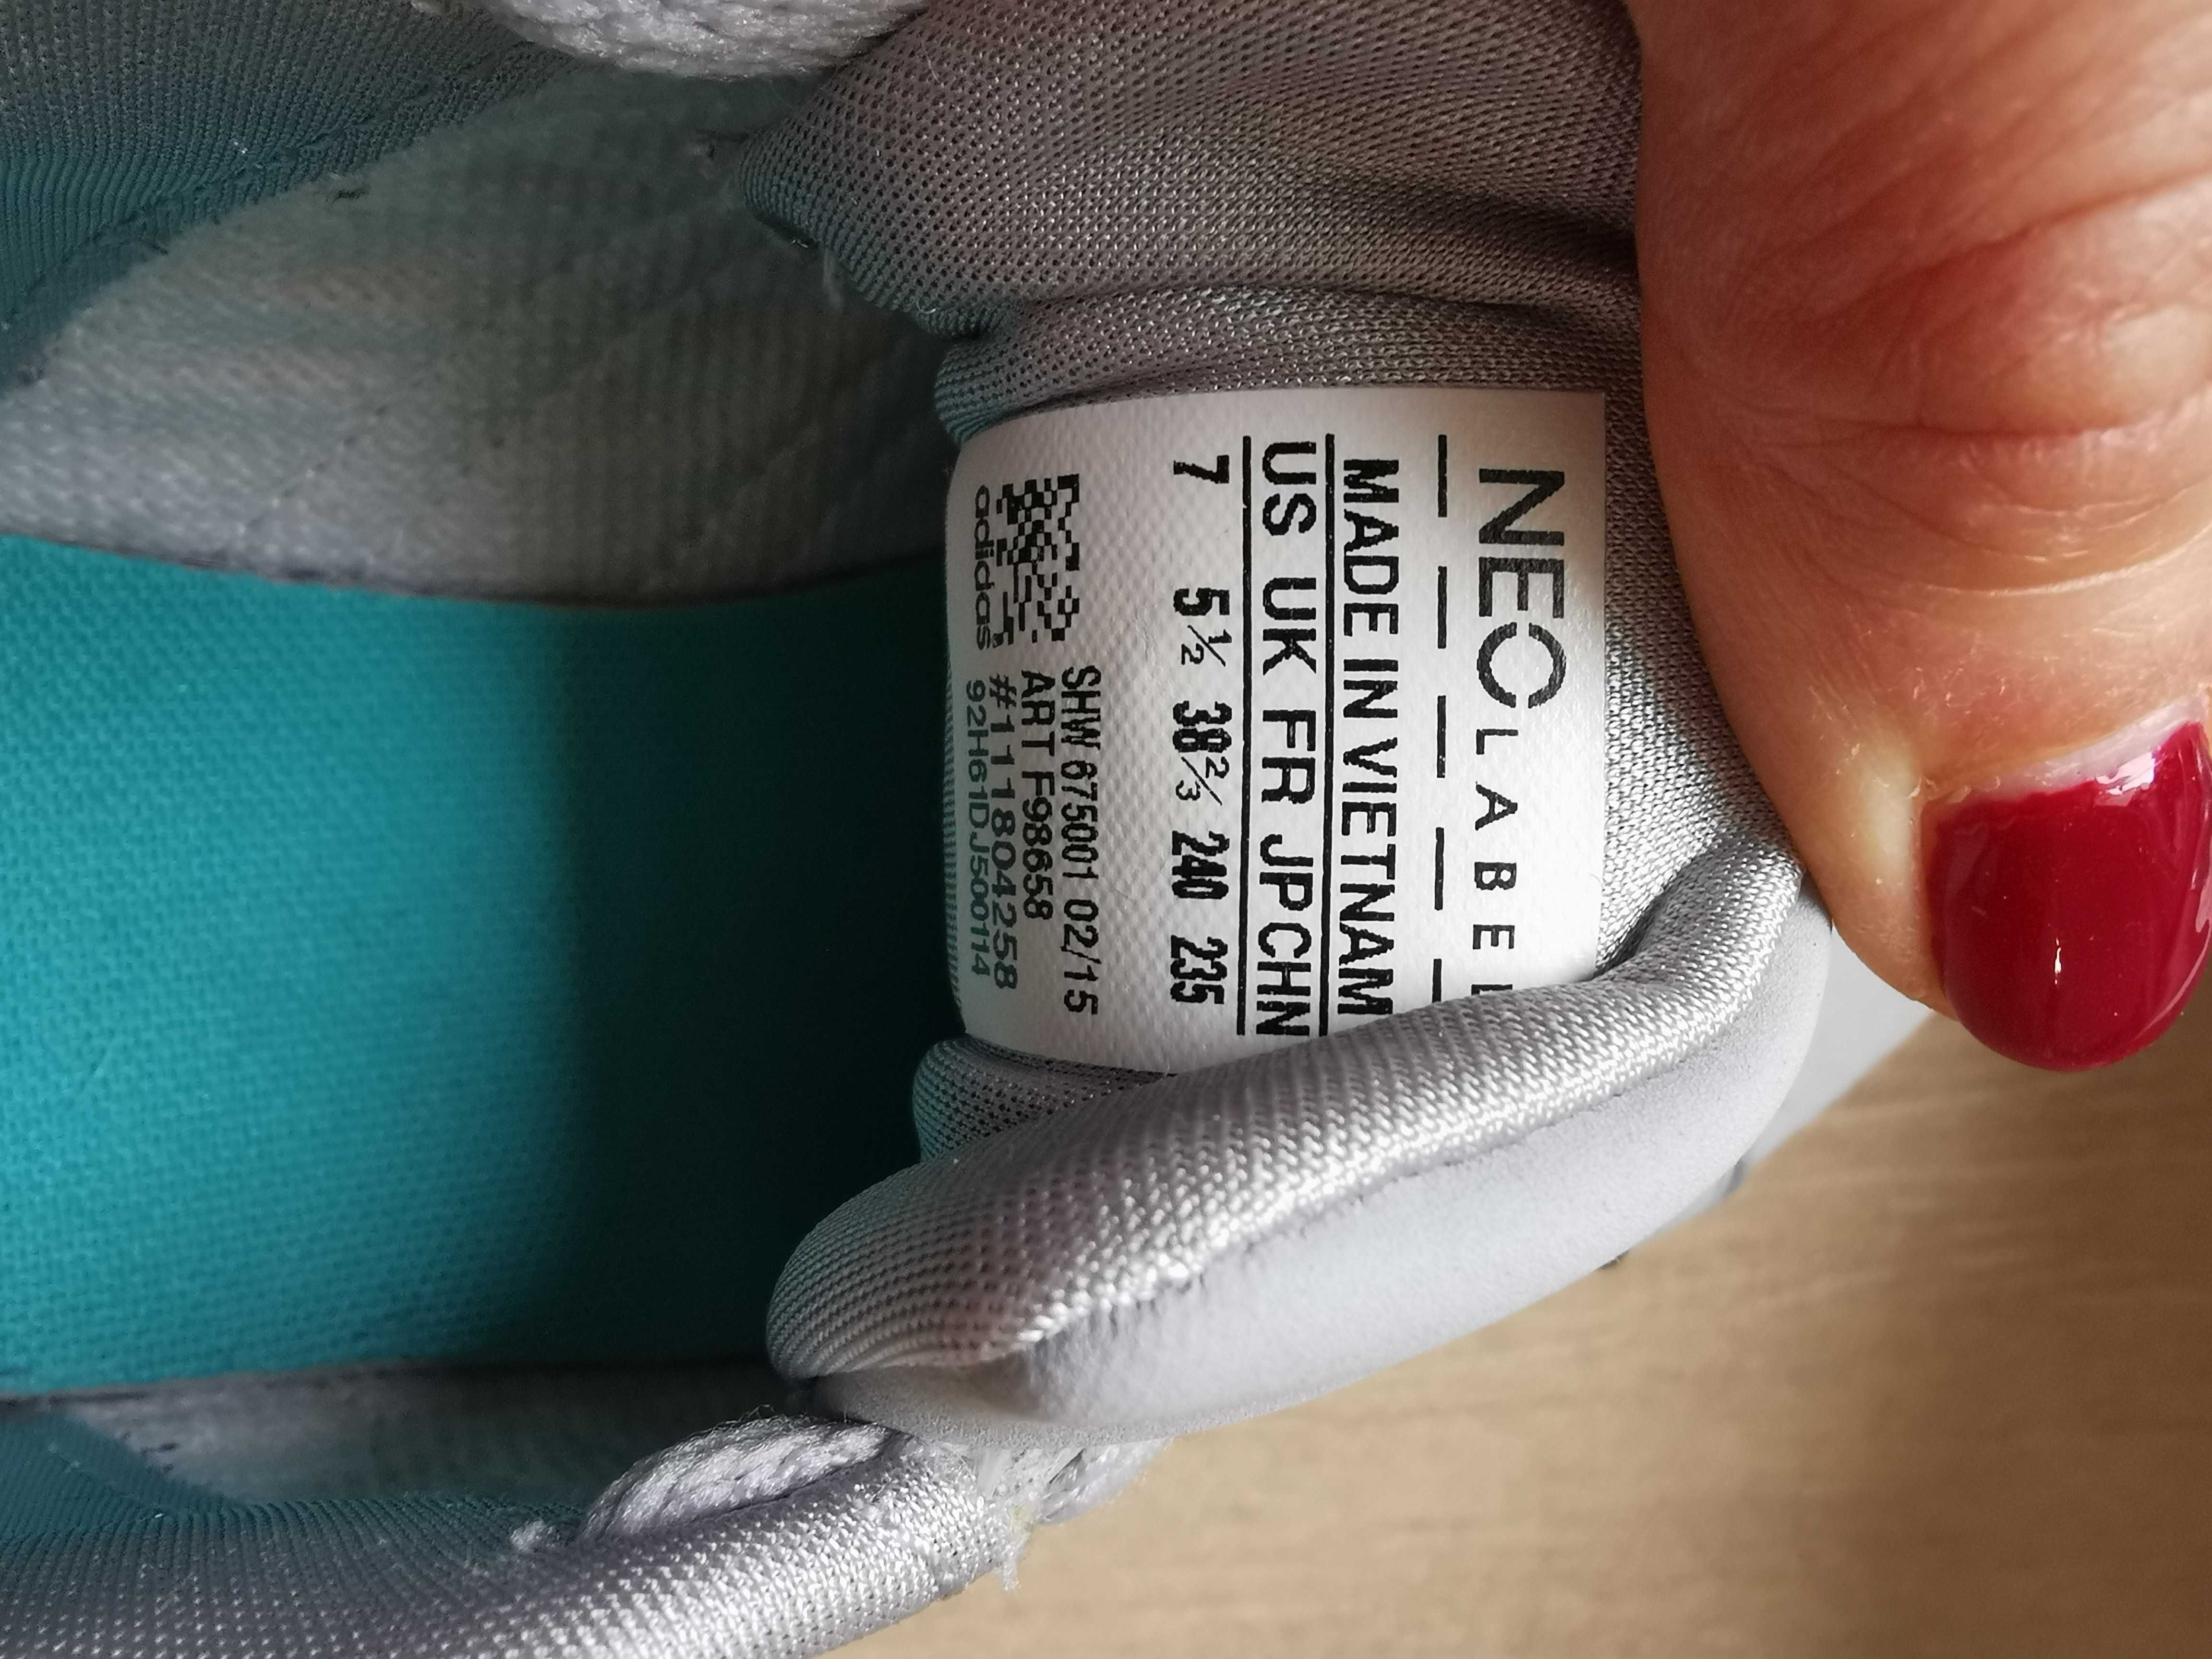 NEO LABEL
MADE IN VIETNAM
US UK FR JP CHN
7 5½ 38⅔ 240 235
SHW 675001 02/15
ART F98658
#111804258
92H61DJ500114
adidas